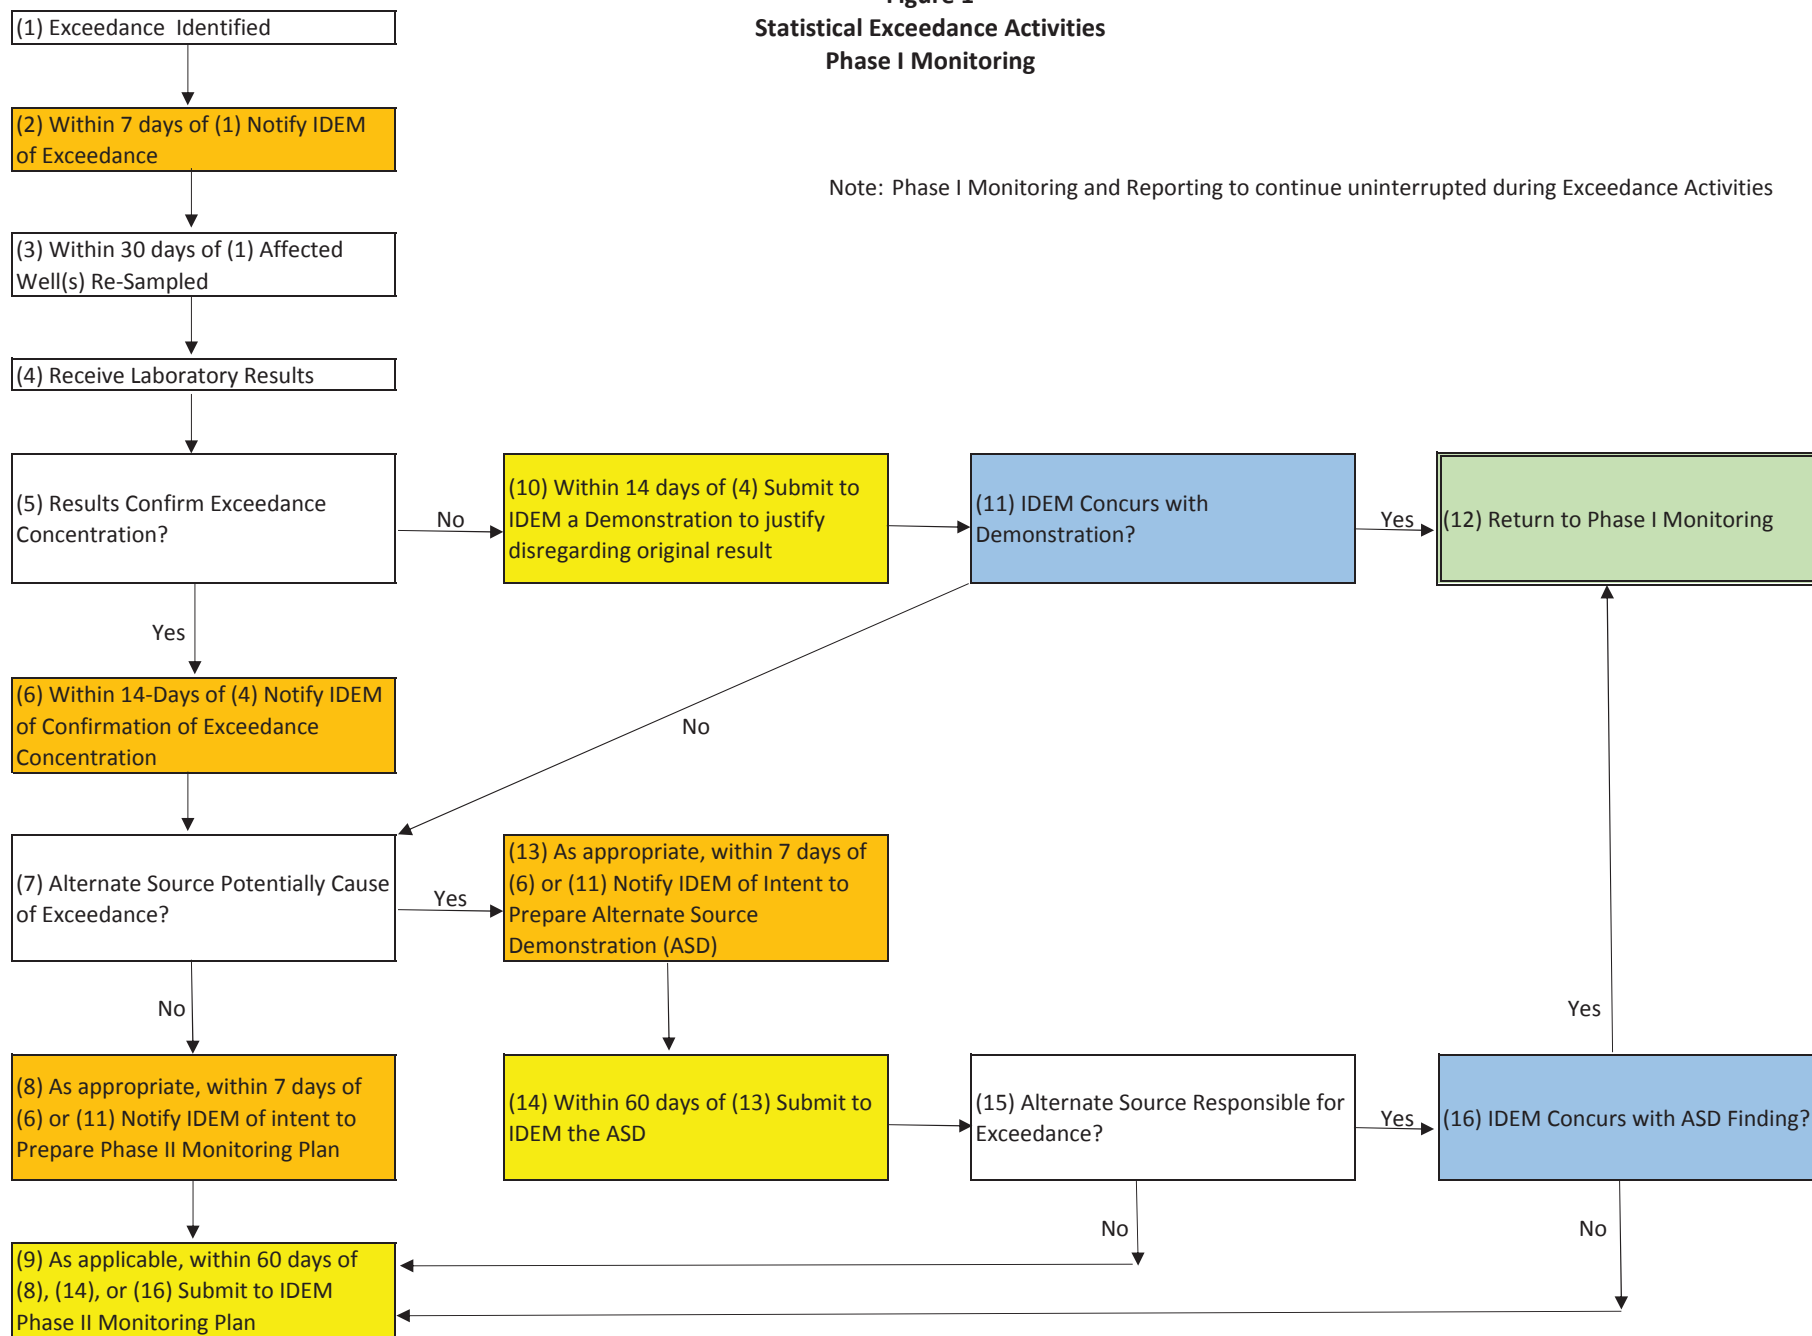 Figure 1
Statistical Exceedance Activities
Phase I Monitoring
(1) Exceedance Identified
(2) Within 7 days of (1) Notify IDEM
of Exceedance
Note: Phase I Monitoring and Reporting to continue uninterrupted during Exceedance Activities
(3) Within 30 days of (1) Affected
Well(s) Re-Sampled
(4) Receive Laboratory Results
(5) Results Confirm Exceedance
Concentration?
No
(10) Within 14 days of (4) Submit to
IDEM a Demonstration to justify
disregarding original result
(11) IDEM Concurs with
Demonstration?
Yes
(12) Return to Phase I Monitoring
Yes
No
(6) Within 14-Days of (4) Notify IDEM
of Confirmation of Exceedance
Concentration
(7) Alternate Source Potentially Cause
of Exceedance?
Yes
(13) As appropriate, within 7 days of
(6) or (11) Notify IDEM of Intent to
Prepare Alternate Source
Demonstration (ASD)
No
Yes
(8) As appropriate, within 7 days of
(6) or (11) Notify IDEM of intent to
Prepare Phase II Monitoring Plan
(14) Within 60 days of (13) Submit to
IDEM the ASD
(15) Alternate Source Responsible for
Exceedance?
Yes
(16) IDEM Concurs with ASD Finding?
No
No
(9) As applicable, within 60 days of
(8), (14), or (16) Submit to IDEM
Phase II Monitoring Plan